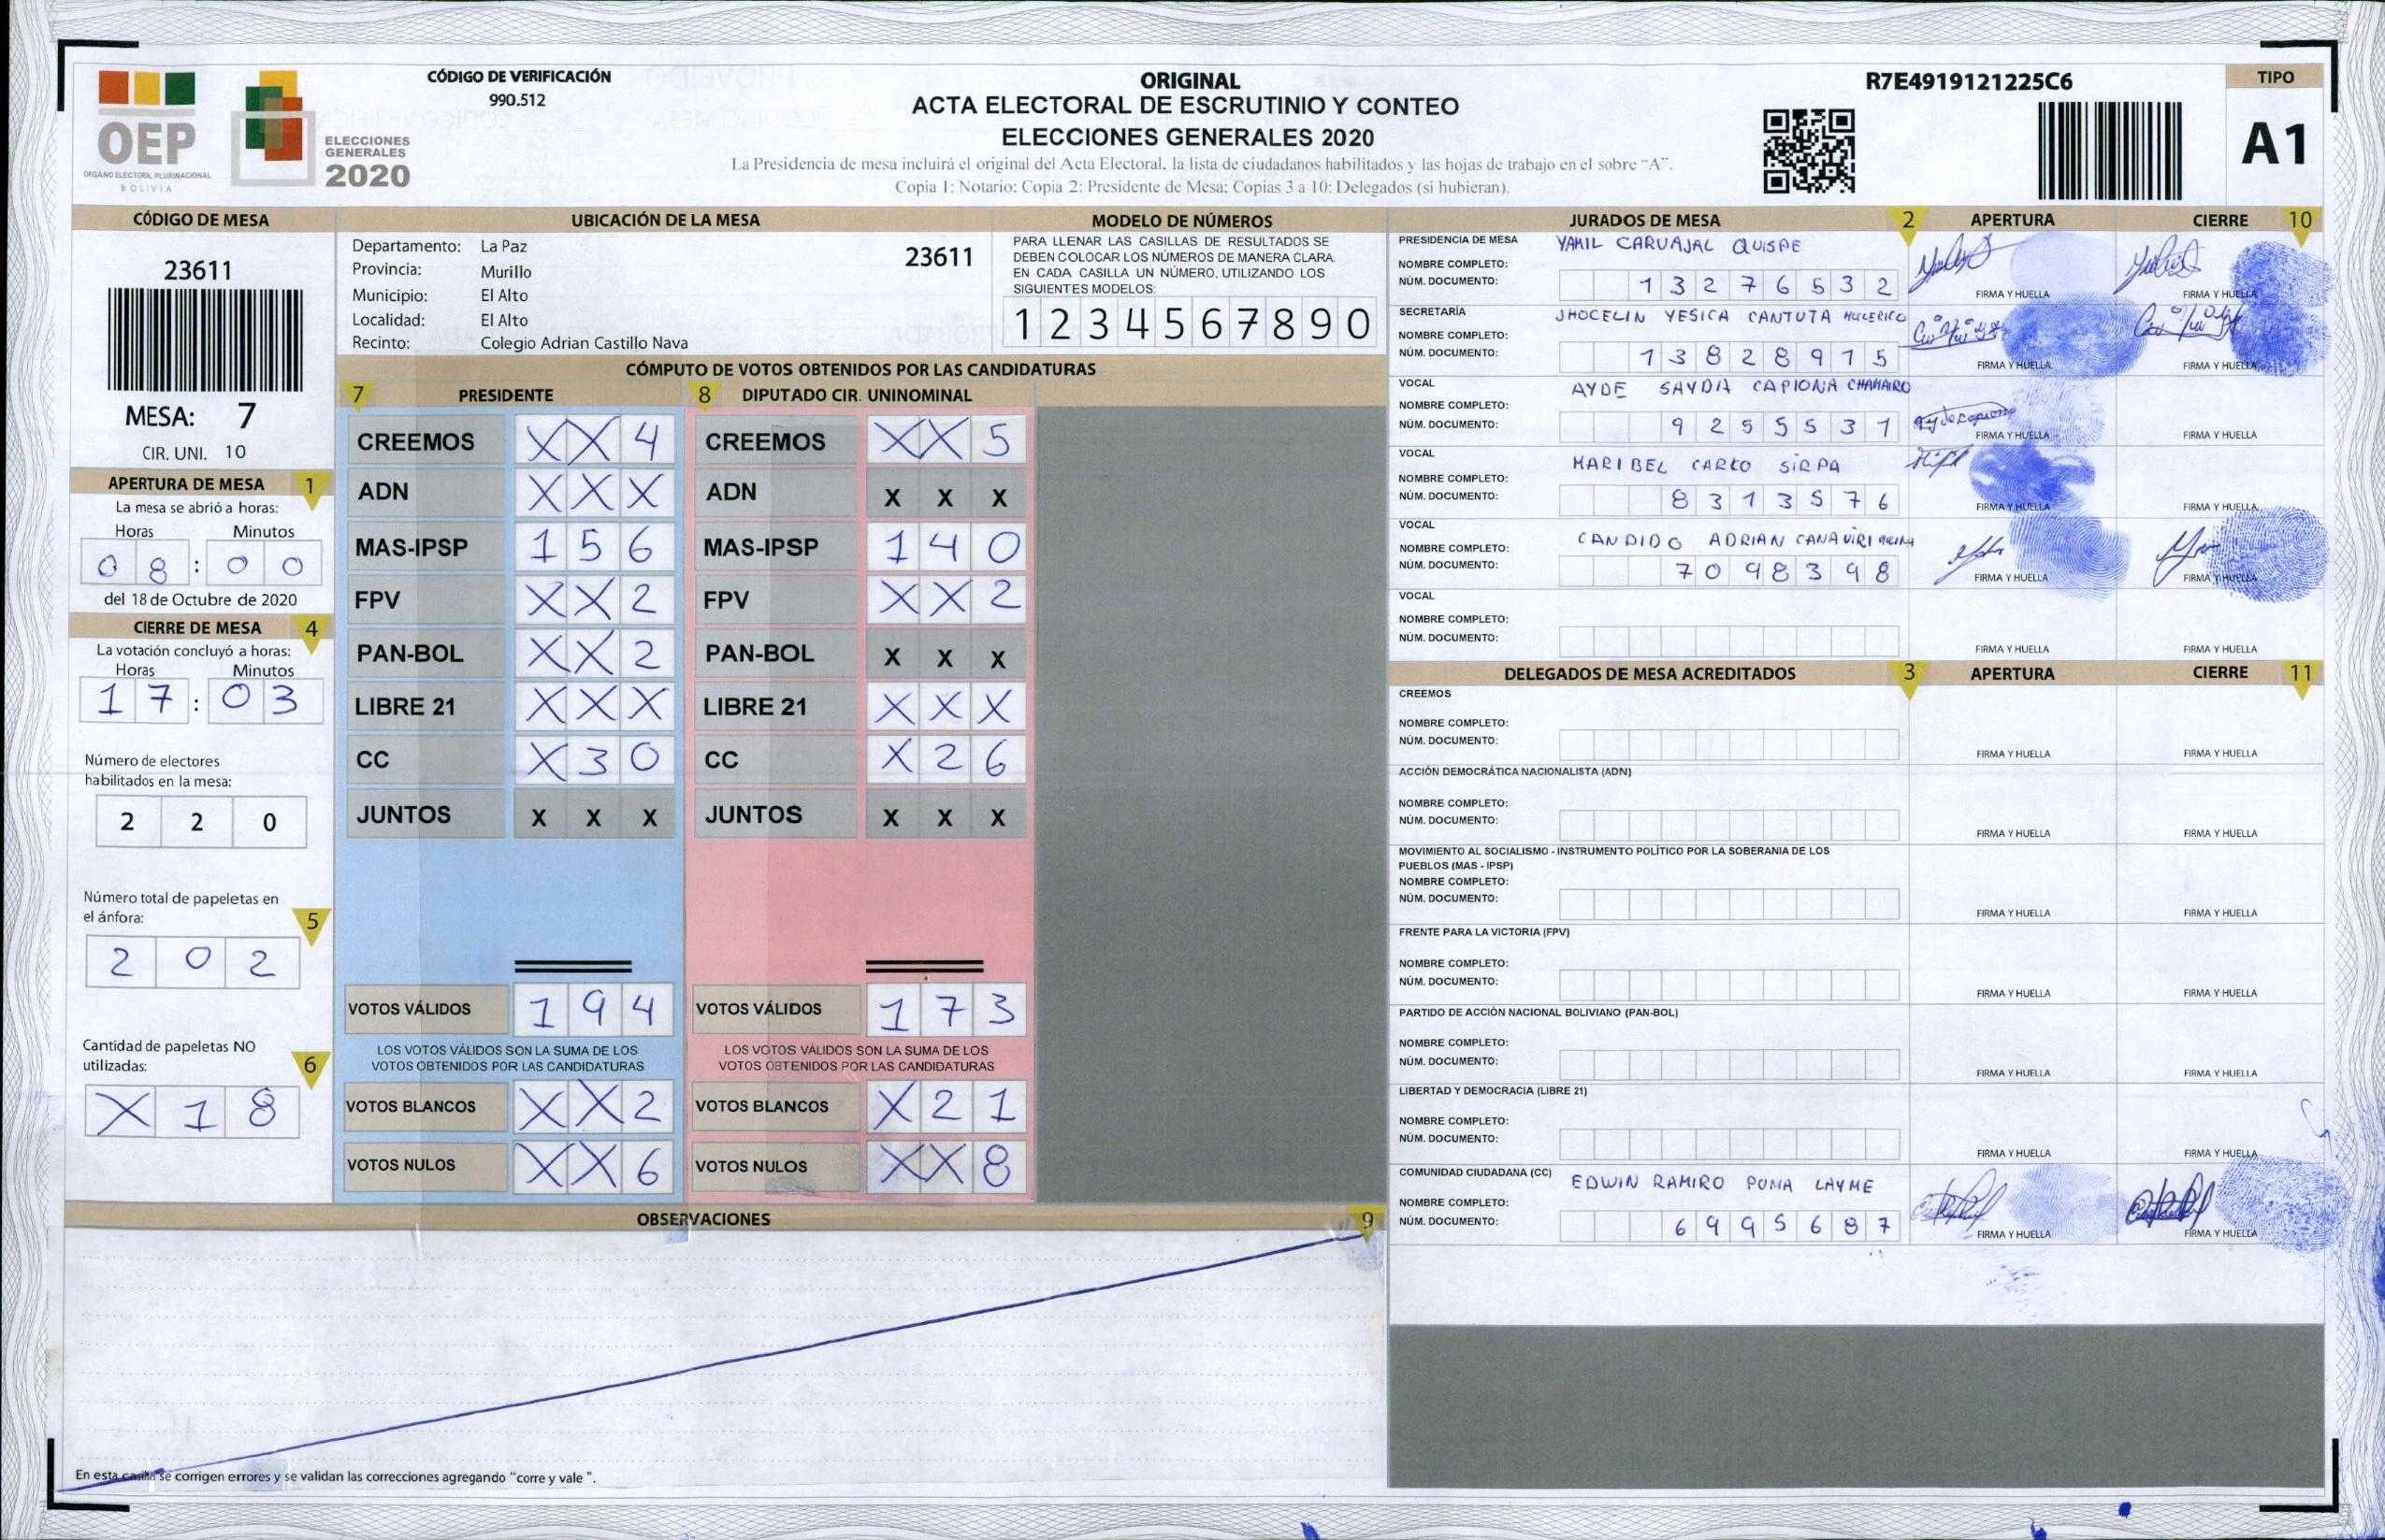 CÓDIGO DE VERIFICACIÓN
990.512
ORIGINAL
ACTA ELECTORAL DE ESCRUTINIO Y CONTEO
ELECCIONES GENERALES 2020
La Presidencia de mesa incluirá el original del Acta Electoral, la lista de ciudadanos habilitados y las hojas de trabajo en el sobre "A".
Copia 1: Notario; Copia 2: Presidente de Mesa; Copias 3 a 10: Delegados (si hubieran).
R7E4919121225C6
TIPO
A1
OEP
ORGANO ELECTORAL PLURINACIONAL
BOLIVIA
ELECCIONES
GENERALES
2020
CÓDIGO DE MESA
23611
MESA: 7
CIR. UNI. 10
APERTURA DE MESA 1
La mesa se abrió a horas:
Horas Minutos
0 8 : 0 0
del 18 de Octubre de 2020
CIERRE DE MESA 4
La votación concluyó a horas:
Horas Minutos
1 7 : 0 3
Número de electores
habilitados en la mesa:
2 2 0
Número total de papeletas en
el ánfora: 5
2 0 2
Cantidad de papeletas NO
utilizadas: 6
X 1 8
UBICACIÓN DE LA MESA
Departamento: La Paz 23611
Provincia: Murillo
Municipio: El Alto
Localidad: El Alto
Recinto: Colegio Adrian Castillo Nava
MODELO DE NÚMEROS
PARA LLENAR LAS CASILLAS DE RESULTADOS SE
DEBEN COLOCAR LOS NÚMEROS DE MANERA CLARA.
EN CADA CASILLA UN NÚMERO, UTILIZANDO LOS
SIGUIENTES MODELOS:
1 2 3 4 5 6 7 8 9 0
CÓMPUTO DE VOTOS OBTENIDOS POR LAS CANDIDATURAS
7 PRESIDENTE 8 DIPUTADO CIR. UNINOMINAL
CREEMOS X X 4 CREEMOS X X 5
ADN X X X ADN X X X
MAS-IPSP 1 5 6 MAS-IPSP 1 4 0
FPV X X 2 FPV X X 2
PAN-BOL X X 2 PAN-BOL X X X
LIBRE 21 X X X LIBRE 21 X X X
CC X 3 0 CC X 2 6
JUNTOS X X X JUNTOS X X X
VOTOS VÁLIDOS 1 9 4 VOTOS VÁLIDOS 1 7 3
LOS VOTOS VÁLIDOS SON LA SUMA DE LOS LOS VOTOS VÁLIDOS SON LA SUMA DE LOS
VOTOS OBTENIDOS POR LAS CANDIDATURAS VOTOS OBTENIDOS POR LAS CANDIDATURAS
VOTOS BLANCOS X X 2 VOTOS BLANCOS X 2 1
VOTOS NULOS X X 6 VOTOS NULOS X X 8
OBSERVACIONES 9
En esta casilla se corrigen errores y se validan las correcciones agregando "corre y vale ".
JURADOS DE MESA 2 APERTURA CIERRE 10
PRESIDENCIA DE MESA YAMIL CARVAJAL QUISPE
NOMBRE COMPLETO:
NÚM. DOCUMENTO: 1 3 2 7 6 5 3 2 FIRMA Y HUELLA FIRMA Y HUELLA
SECRETARÍA JHOCELIN YESICA CANTUTA
NOMBRE COMPLETO:
NÚM. DOCUMENTO: 1 3 8 2 8 9 1 5 FIRMA Y HUELLA FIRMA Y HUELLA
VOCAL AYDE SAYDIA CAPIONA
NOMBRE COMPLETO:
NÚM. DOCUMENTO: 9 2 5 5 5 3 1 FIRMA Y HUELLA FIRMA Y HUELLA
VOCAL MARIBEL CARLO SIRPA
NOMBRE COMPLETO:
NÚM. DOCUMENTO: 8 3 1 3 5 7 6 FIRMA Y HUELLA FIRMA Y HUELLA
VOCAL CANDIDO ADRIAN CANAVIRI
NOMBRE COMPLETO:
NÚM. DOCUMENTO: 7 0 9 8 3 9 8 FIRMA Y HUELLA FIRMA Y HUELLA
VOCAL
NOMBRE COMPLETO:
NÚM. DOCUMENTO: FIRMA Y HUELLA FIRMA Y HUELLA
DELEGADOS DE MESA ACREDITADOS 3 APERTURA CIERRE 11
CREEMOS
NOMBRE COMPLETO:
NÚM. DOCUMENTO: FIRMA Y HUELLA FIRMA Y HUELLA
ACCIÓN DEMOCRÁTICA NACIONALISTA (ADN)
NOMBRE COMPLETO:
NÚM. DOCUMENTO: FIRMA Y HUELLA FIRMA Y HUELLA
MOVIMIENTO AL SOCIALISMO - INSTRUMENTO POLÍTICO POR LA SOBERANIA DE LOS
PUEBLOS (MAS - IPSP)
NOMBRE COMPLETO:
NÚM. DOCUMENTO: FIRMA Y HUELLA FIRMA Y HUELLA
FRENTE PARA LA VICTORIA (FPV)
NOMBRE COMPLETO:
NÚM. DOCUMENTO: FIRMA Y HUELLA FIRMA Y HUELLA
PARTIDO DE ACCIÓN NACIONAL BOLIVIANO (PAN-BOL)
NOMBRE COMPLETO:
NÚM. DOCUMENTO: FIRMA Y HUELLA FIRMA Y HUELLA
LIBERTAD Y DEMOCRACIA (LIBRE 21)
NOMBRE COMPLETO:
NÚM. DOCUMENTO: FIRMA Y HUELLA FIRMA Y HUELLA
COMUNIDAD CIUDADANA (CC) EDWIN RAMIRO POMA LAYME
NOMBRE COMPLETO:
NÚM. DOCUMENTO: 6 9 9 5 6 8 7 FIRMA Y HUELLA FIRMA Y HUELLA